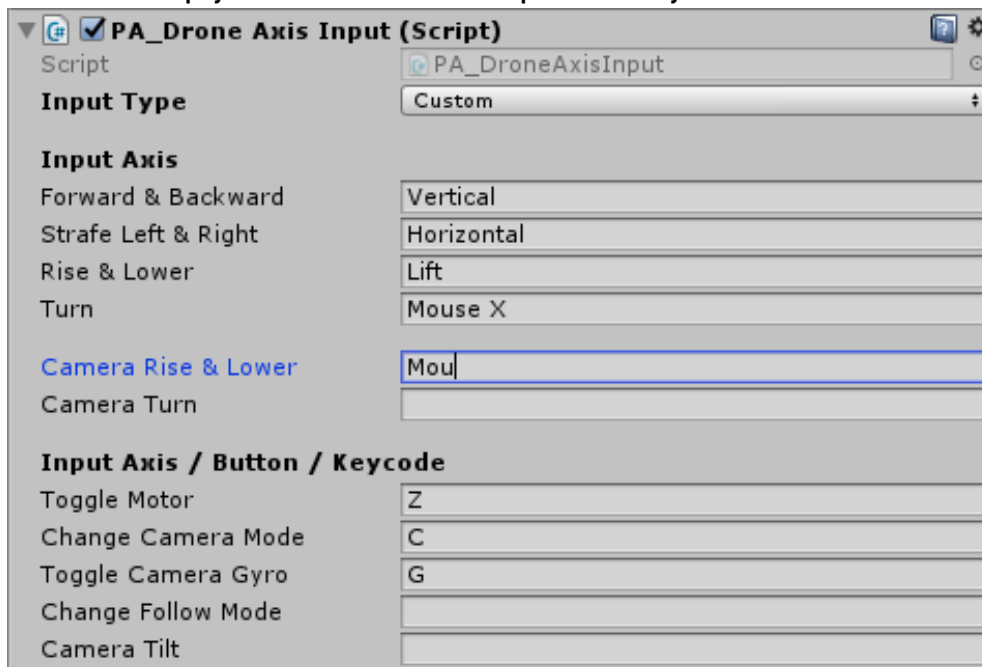 PA_Drone Axis Input (Script)
Script PA_DroneAxisInput
Input Type Custom
Input Axis
Forward & Backward Vertical
Strafe Left & Right Horizontal
Rise & Lower Lift
Turn Mouse X
Camera Rise & Lower Mou
Camera Turn
Input Axis / Button / Keycode
Toggle Motor Z
Change Camera Mode C
Toggle Camera Gyro G
Change Follow Mode
Camera Tilt